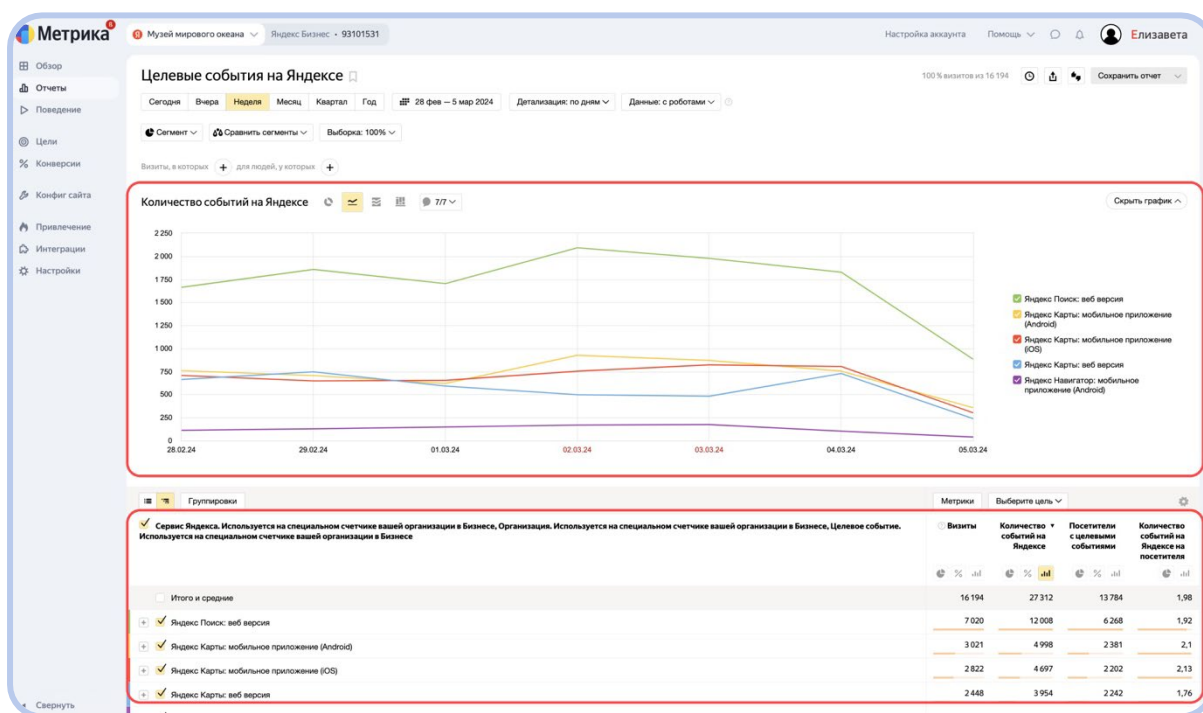 Метрика
6
Музей мирового океана
Яндекс Бизнес • 93101531
Настройка аккаунта
Помощь
Елизавета
Обзор
Отчеты
Поведение
Цели
Конверсии
Конфиг сайта
Привлечение
Интеграции
Настройки
Свернуть
Целевые события на Яндексе
100 % визитов из 16 194
Сохранить отчет
Сегодня Вчера Неделя Месяц Квартал Год
28 фев — 5 мар 2024
Детализация: по дням
Данные: с роботами
Сегмент
Сравнить сегменты
Выборка: 100%
Визиты, в которых + для людей, у которых +
Количество событий на Яндексе
7/7
Скрыть график
2 250
2 000
1 750
1 500
1 250
1 000
750
500
250
0
28.02.24 29.02.24 01.03.24 02.03.24 03.03.24 04.03.24 05.03.24
Яндекс Поиск: веб версия
Яндекс Карты: мобильное приложение
(Android)
Яндекс Карты: мобильное приложение
(iOS)
Яндекс Карты: веб версия
Яндекс Навигатор: мобильное
приложение (Android)
Группировки
Метрики
Выберите цель
Сервис Яндекса. Используется на специальном счетчике вашей организации в Бизнесе, Организация. Используется на специальном счетчике вашей организации в Бизнесе, Целевое событие.
Используется на специальном счетчике вашей организации в Бизнесе
Визиты
Количество
событий на
Яндексе
Посетители
с целевыми
событиями
Количество
событий на
Яндексе на
посетителя
Итого и средние 16 194 27 312 13 784 1,98
Яндекс Поиск: веб версия 7 020 12 008 6 268 1,92
Яндекс Карты: мобильное приложение (Android) 3 021 4 998 2 381 2,1
Яндекс Карты: мобильное приложение (iOS) 2 822 4 697 2 202 2,13
Яндекс Карты: веб версия 2 448 3 954 2 242 1,76